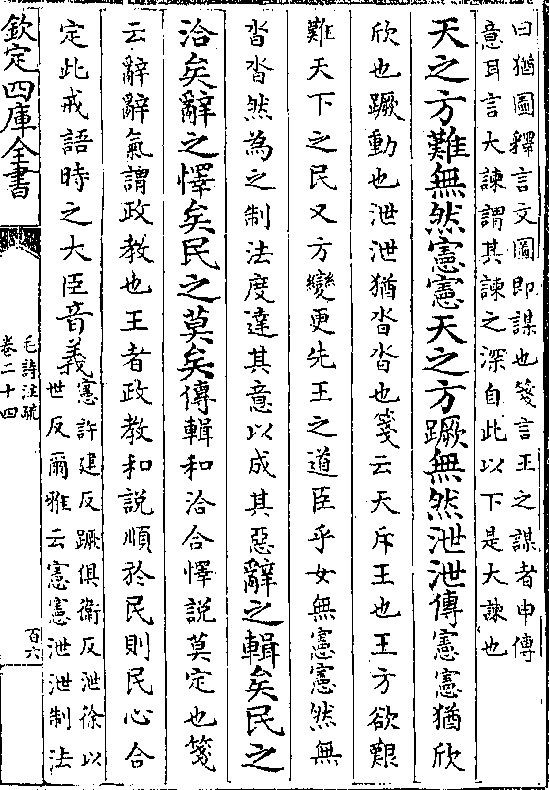 曰猶圖釋言文圖即謀也箋言王之謀者申傳
意耳言大諫謂其諫之深自此以下是大諫也
天之方難無然憲憲天之方蹶無然泄泄傳憲憲猶欣
欣也蹶動也泄泄猶沓沓也箋云天斥王也王方欲艱
難天下之民又方變更先王之道臣乎女無憲憲然無
沓沓然為之制法度達其意以成其惡辭之輯矣民之
洽矣辭之懌矣民之莫矣傳輯和洽合懌說莫定也箋
云辭辭氣謂政教也王者政教和說順於民則民心合
定此戒語時之大臣音義憲許建反蹶俱衛反泄徐以
世反爾雅云憲憲泄泄制法
欽定四庫全書
毛詩注疏
卷二十四
百六